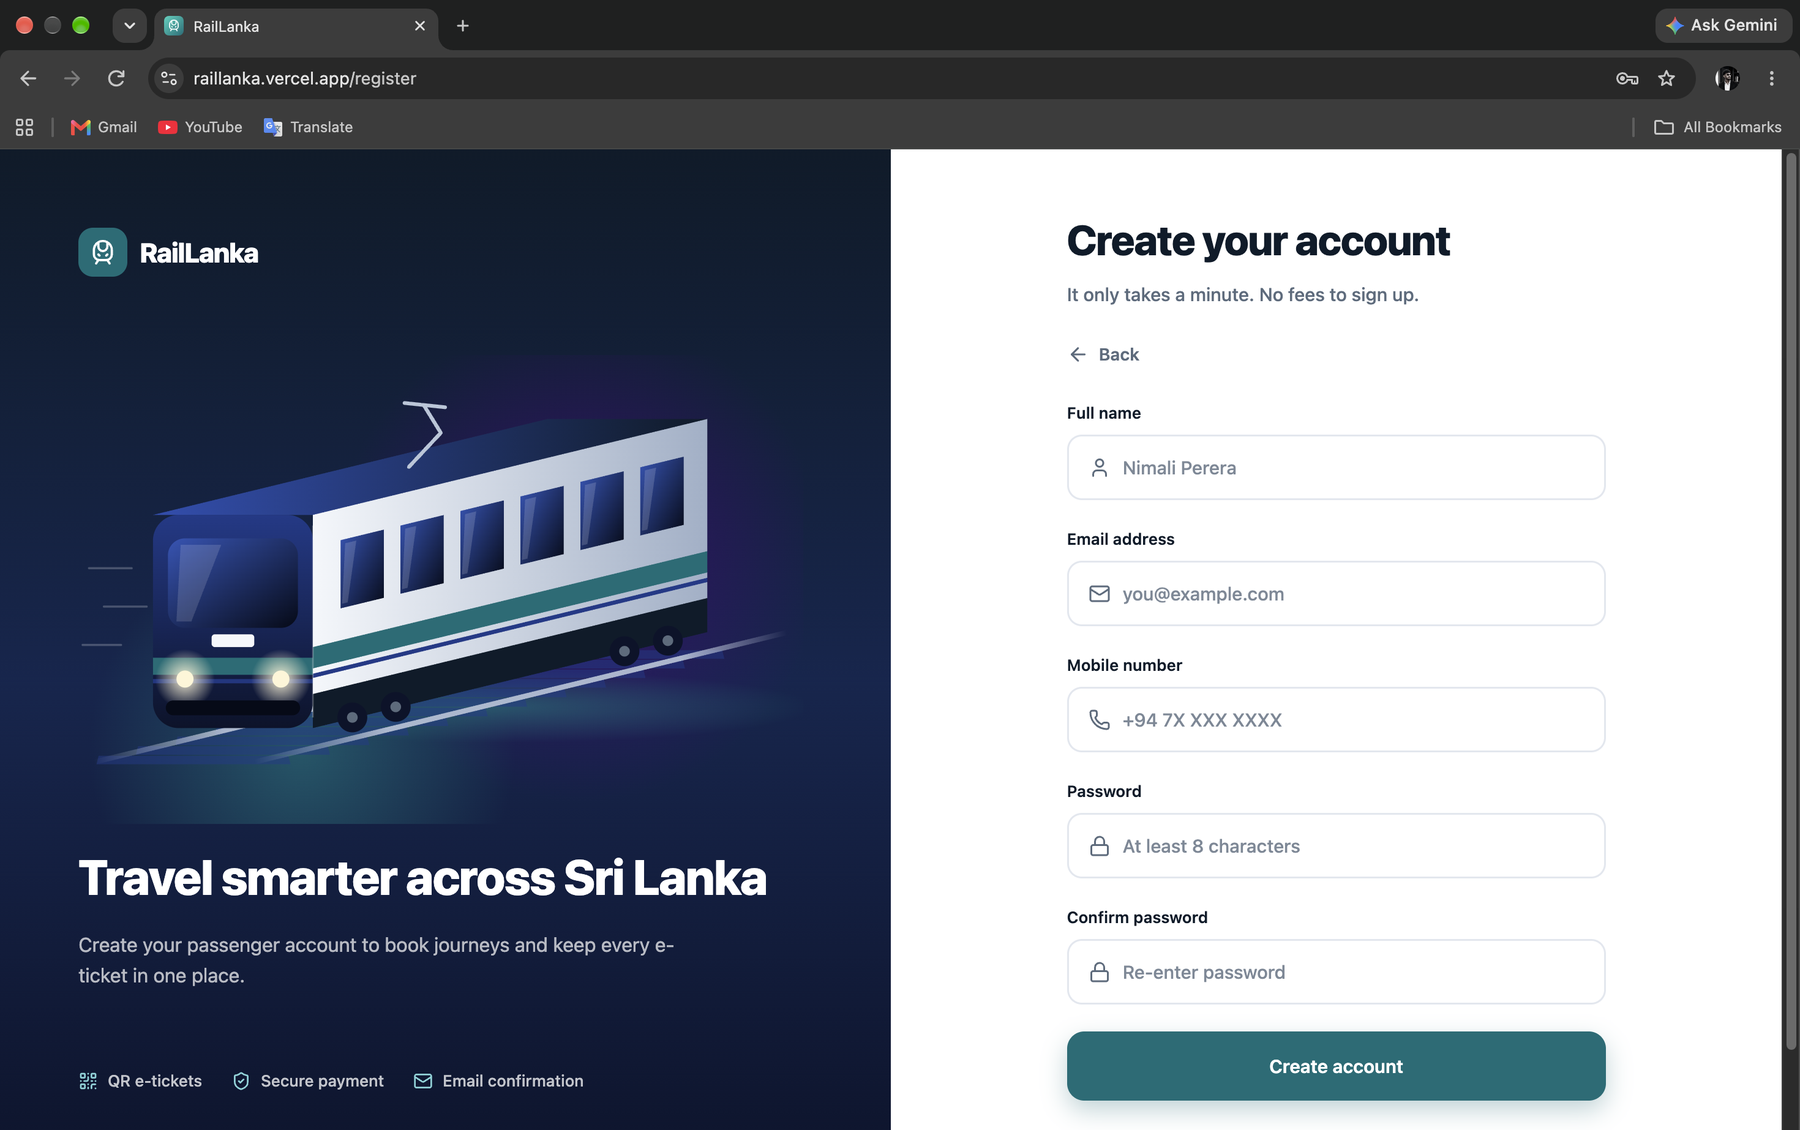 RailLanka
Ask Gemini
raillanka.vercel.app/register
Gmail
YouTube
Translate
All Bookmarks
RailLanka
Travel smarter across Sri Lanka
Create your passenger account to book journeys and keep every e-
ticket in one place.
QR e-tickets
Secure payment
Email confirmation
Create your account
It only takes a minute. No fees to sign up.
Back
Full name
Nimali Perera
Email address
you@example.com
Mobile number
+94 7X XXX XXXX
Password
At least 8 characters
Confirm password
Re-enter password
Create account